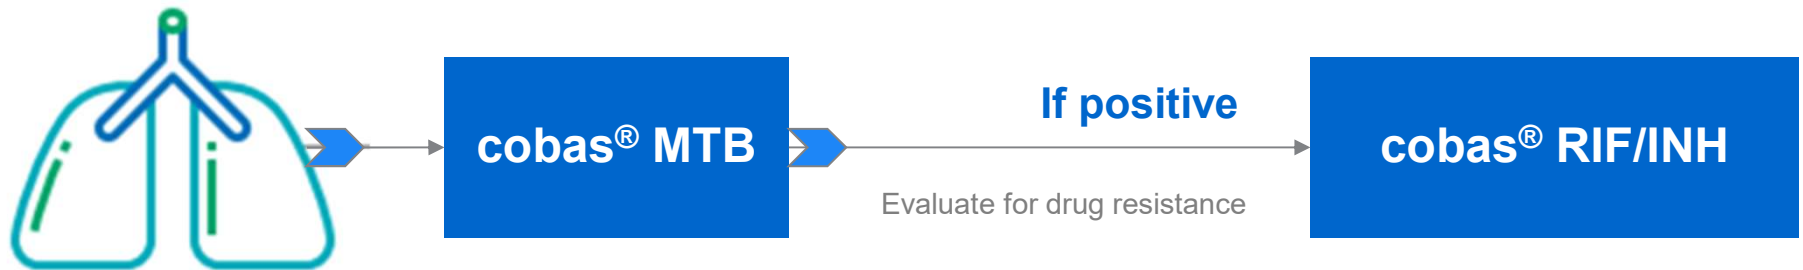 cobas® MTB
If positive
Evaluate for drug resistance
cobas® RIF/INH